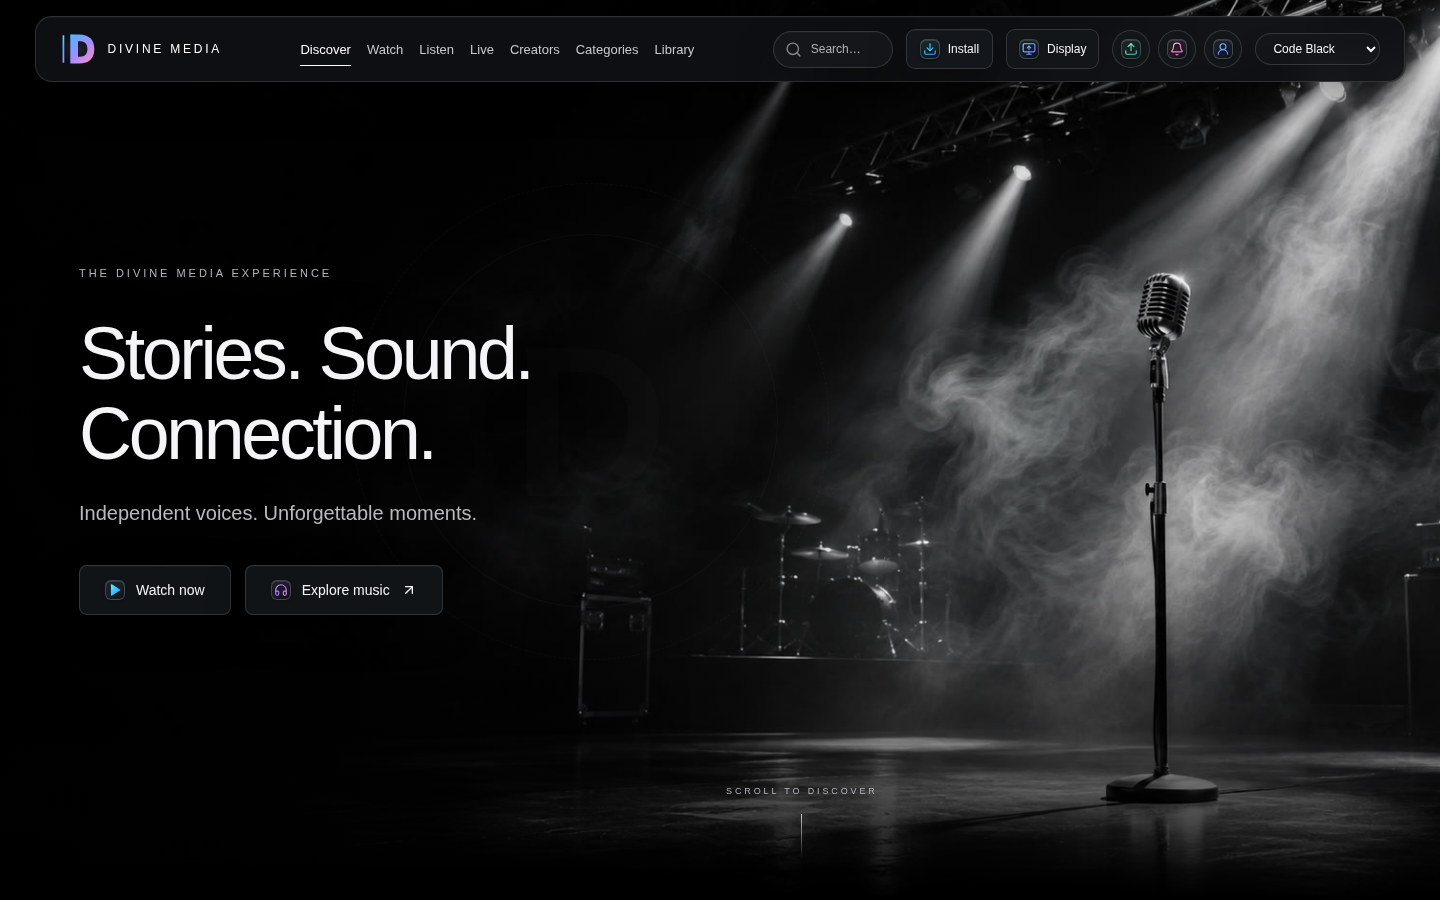 DIVINE MEDIA
Discover Watch Listen Live Creators Categories Library
Search… Install Display Code Black
THE DIVINE MEDIA EXPERIENCE
Stories. Sound.
Connection.
Independent voices. Unforgettable moments.
Watch now Explore music
SCROLL TO DISCOVER